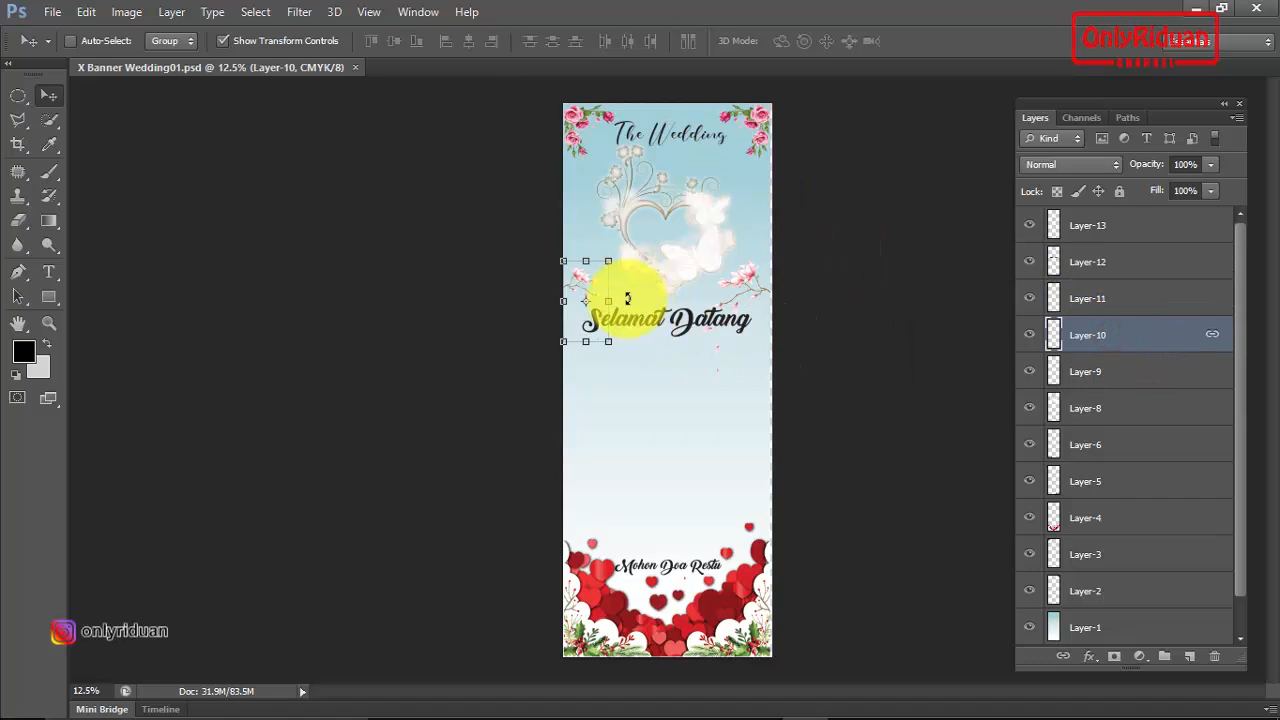 Ps File Edit Image Layer Type Select Filter 3D View Window Help
Auto-Select: Group Show Transform Controls 3D Mode:
OnlyRiduan
CHANNEL
X Banner Wedding01.psd @ 12.5% (Layer-10, CMYK/8) ×
Layers Channels Paths
Kind
Normal Opacity: 100%
Lock: Fill: 100%
Layer-13
Layer-12
Layer-11
Layer-10
Layer-9
Layer-8
Layer-6
Layer-5
Layer-4
Layer-3
Layer-2
Layer-1
fx
The Wedding
Selamat Datang
Mohon Doa Restu
onlyriduan
12.5% Doc: 31.9M/83.5M
Mini Bridge Timeline